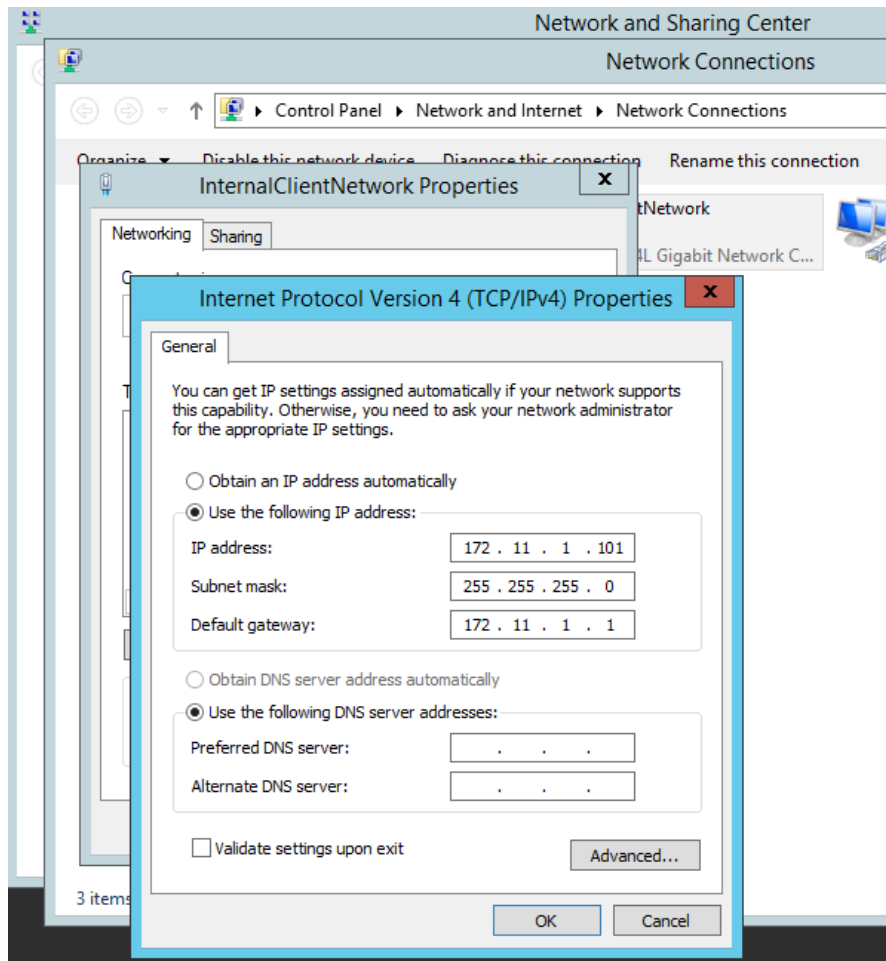 Network and Sharing Center
Network Connections
Control Panel Network and Internet Network Connections
Organize Disable this network device Diagnose this connection Rename this connection
InternalClientNetwork Properties x
tNetwork
Networking Sharing
4L Gigabit Network C...
Internet Protocol Version 4 (TCP/IPv4) Properties x
General
You can get IP settings assigned automatically if your network supports
this capability. Otherwise, you need to ask your network administrator
for the appropriate IP settings.
Obtain an IP address automatically
Use the following IP address:
IP address: 172 . 11 . 1 . 101
Subnet mask: 255 . 255 . 255 . 0
Default gateway: 172 . 11 . 1 . 1
Obtain DNS server address automatically
Use the following DNS server addresses:
Preferred DNS server: . . .
Alternate DNS server: . . .
Validate settings upon exit
Advanced...
3 items
OK Cancel